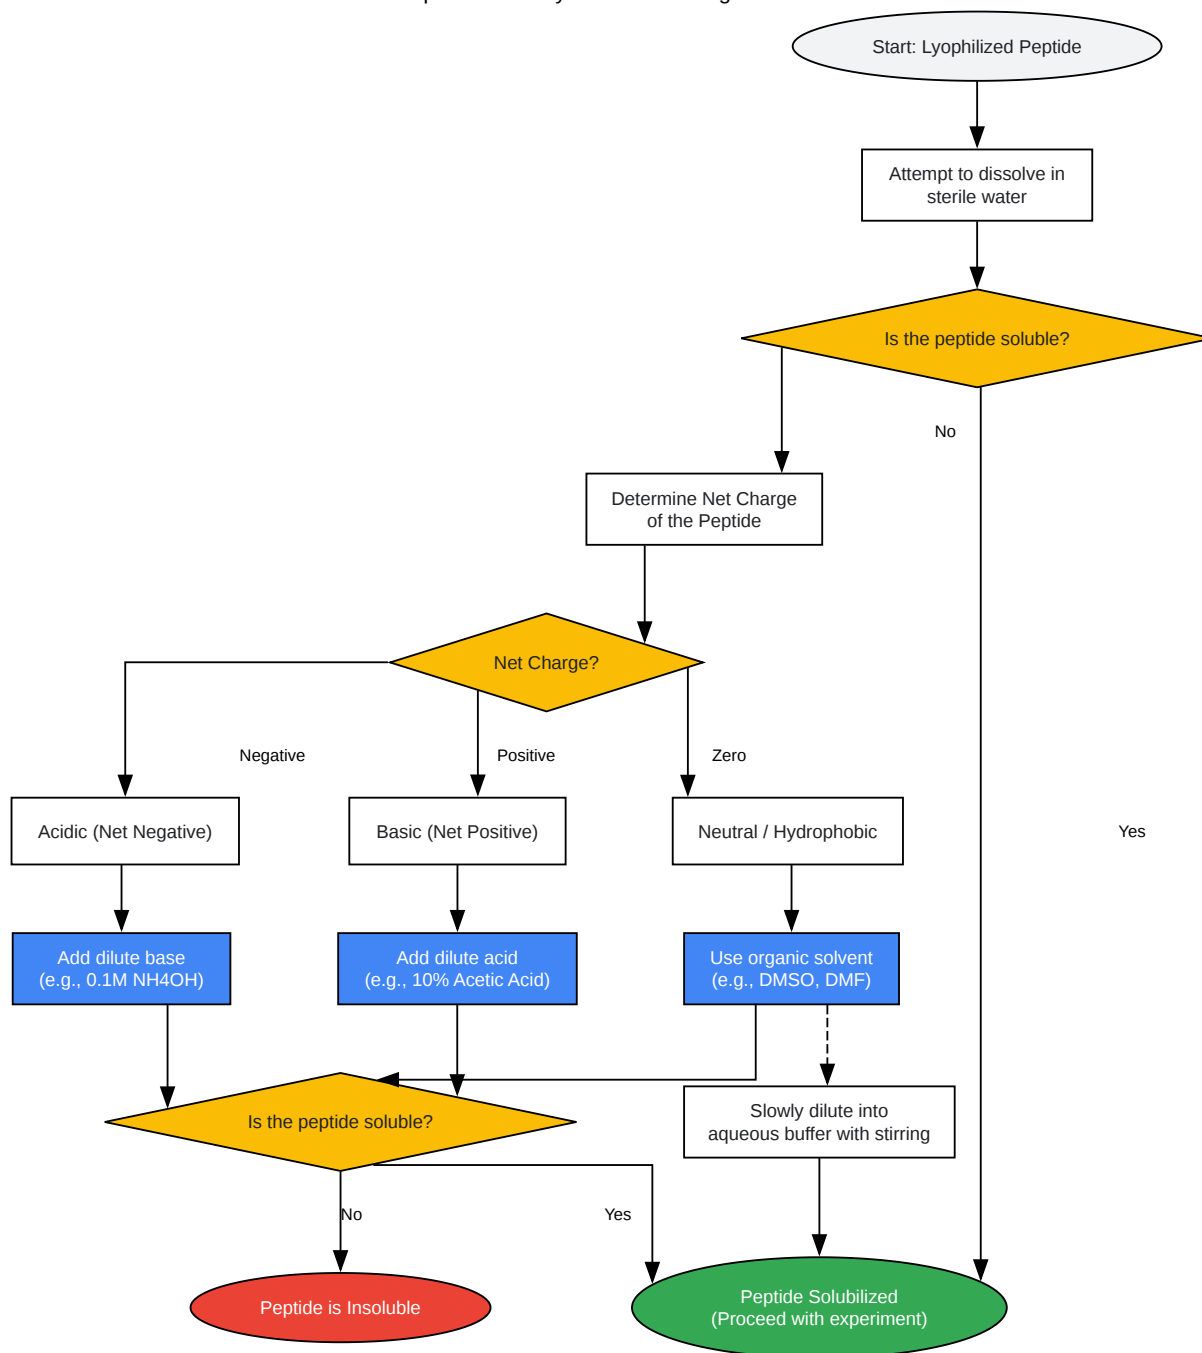 Start: Lyophilized Peptide
Attempt to dissolve in
sterile water
Is the peptide soluble?
No
Determine Net Charge
of the Peptide
Net Charge?
Negative
Positive
Zero
Acidic (Net Negative)
Basic (Net Positive)
Neutral / Hydrophobic
Yes
Add dilute base
(e.g., 0.1M NH4OH)
Add dilute acid
(e.g., 10% Acetic Acid)
Use organic solvent
(e.g., DMSO, DMF)
Is the peptide soluble?
Slowly dilute into
aqueous buffer with stirring
No
Yes
Peptide is Insoluble
Peptide Solubilized
(Proceed with experiment)